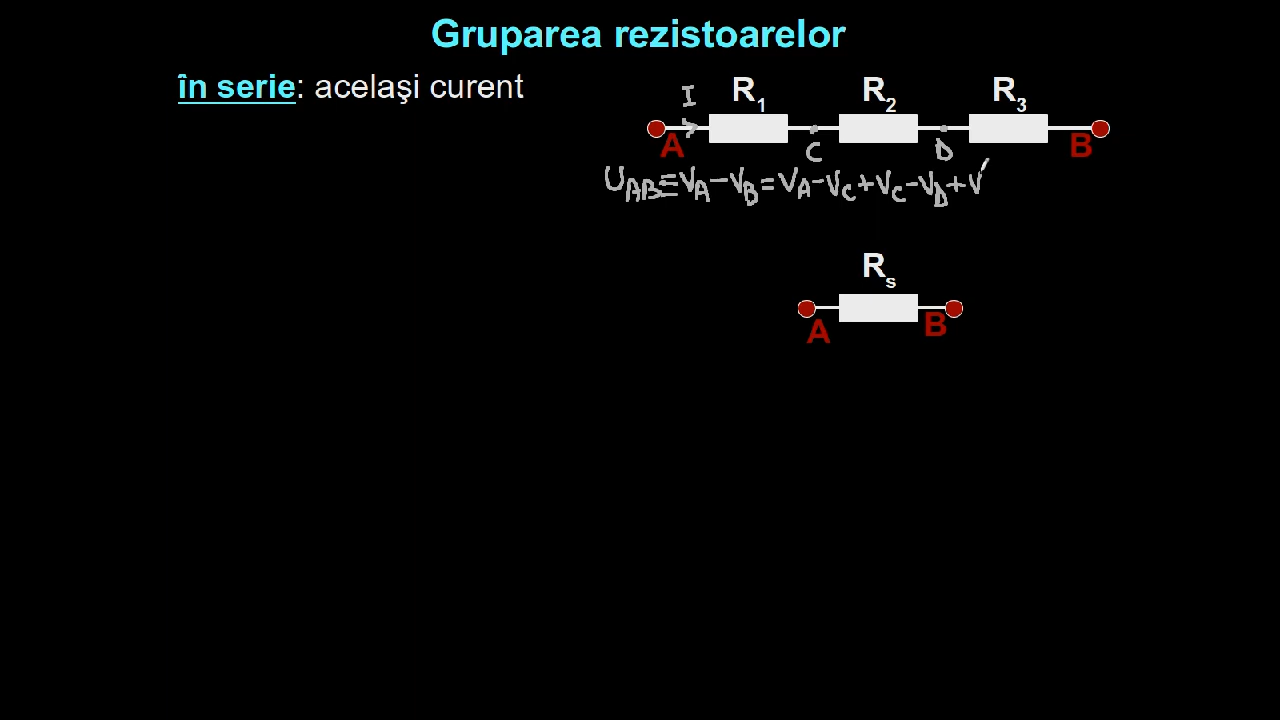 Gruparea rezistoarelor
în serie: acelaşi curent
I R1 R2 R3
A C D B
UAB≡VA-VB=VA-VC+VC-VD+V
Rs
A B